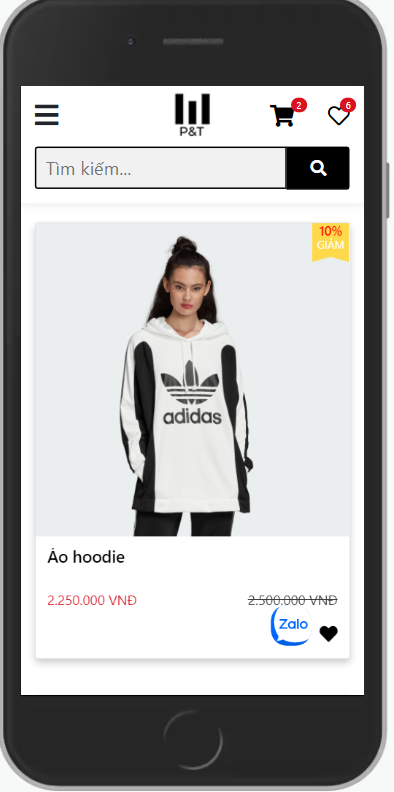 P&T
2
6
Tìm kiếm...
10%
GIẢM
adidas
Áo hoodie
2.250.000 VNĐ
2.500.000 VNĐ
Zalo